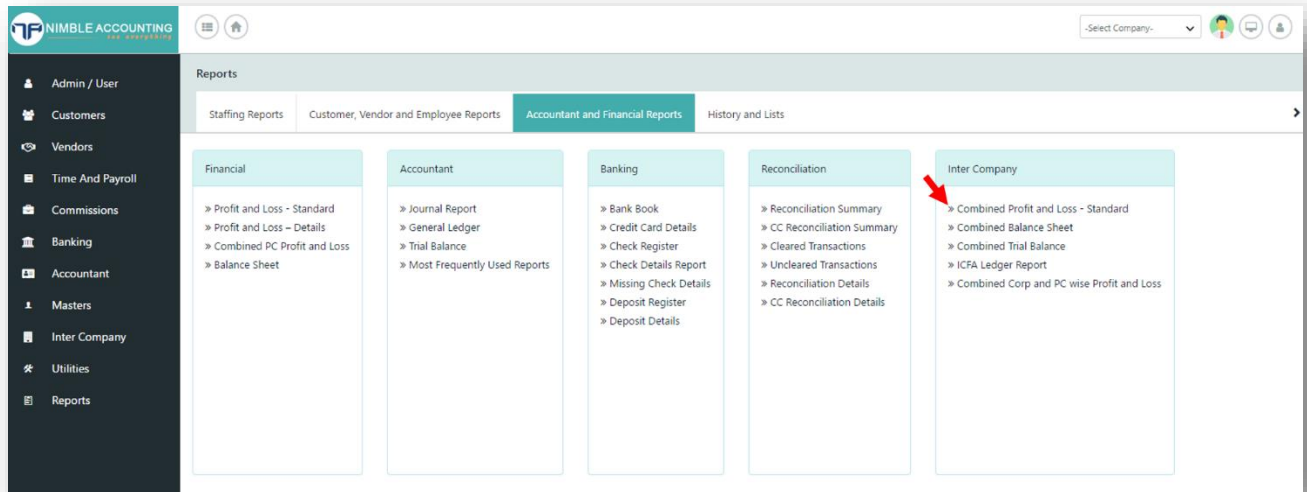 NIMBLE ACCOUNTING
see everything
-Select Company-
Admin / User
Customers
Vendors
Time And Payroll
Commissions
Banking
Accountant
Masters
Inter Company
Utilities
Reports
Reports
Staffing Reports
Customer, Vendor and Employee Reports
Accountant and Financial Reports
History and Lists
Financial
» Profit and Loss - Standard
» Profit and Loss – Details
» Combined PC Profit and Loss
» Balance Sheet
Accountant
» Journal Report
» General Ledger
» Trial Balance
» Most Frequently Used Reports
Banking
» Bank Book
» Credit Card Details
» Check Register
» Check Details Report
» Missing Check Details
» Deposit Register
» Deposit Details
Reconciliation
» Reconciliation Summary
» CC Reconciliation Summary
» Cleared Transactions
» Uncleared Transactions
» Reconciliation Details
» CC Reconciliation Details
Inter Company
» Combined Profit and Loss - Standard
» Combined Balance Sheet
» Combined Trial Balance
» ICFA Ledger Report
» Combined Corp and PC wise Profit and Loss